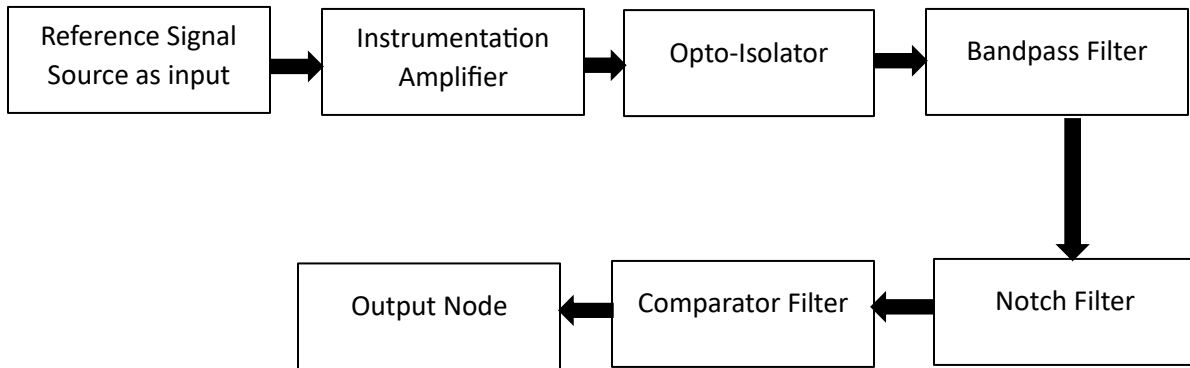 Reference Signal
Source as input
Instrumentation
Amplifier
Opto-Isolator
Bandpass Filter
Notch Filter
Comparator Filter
Output Node